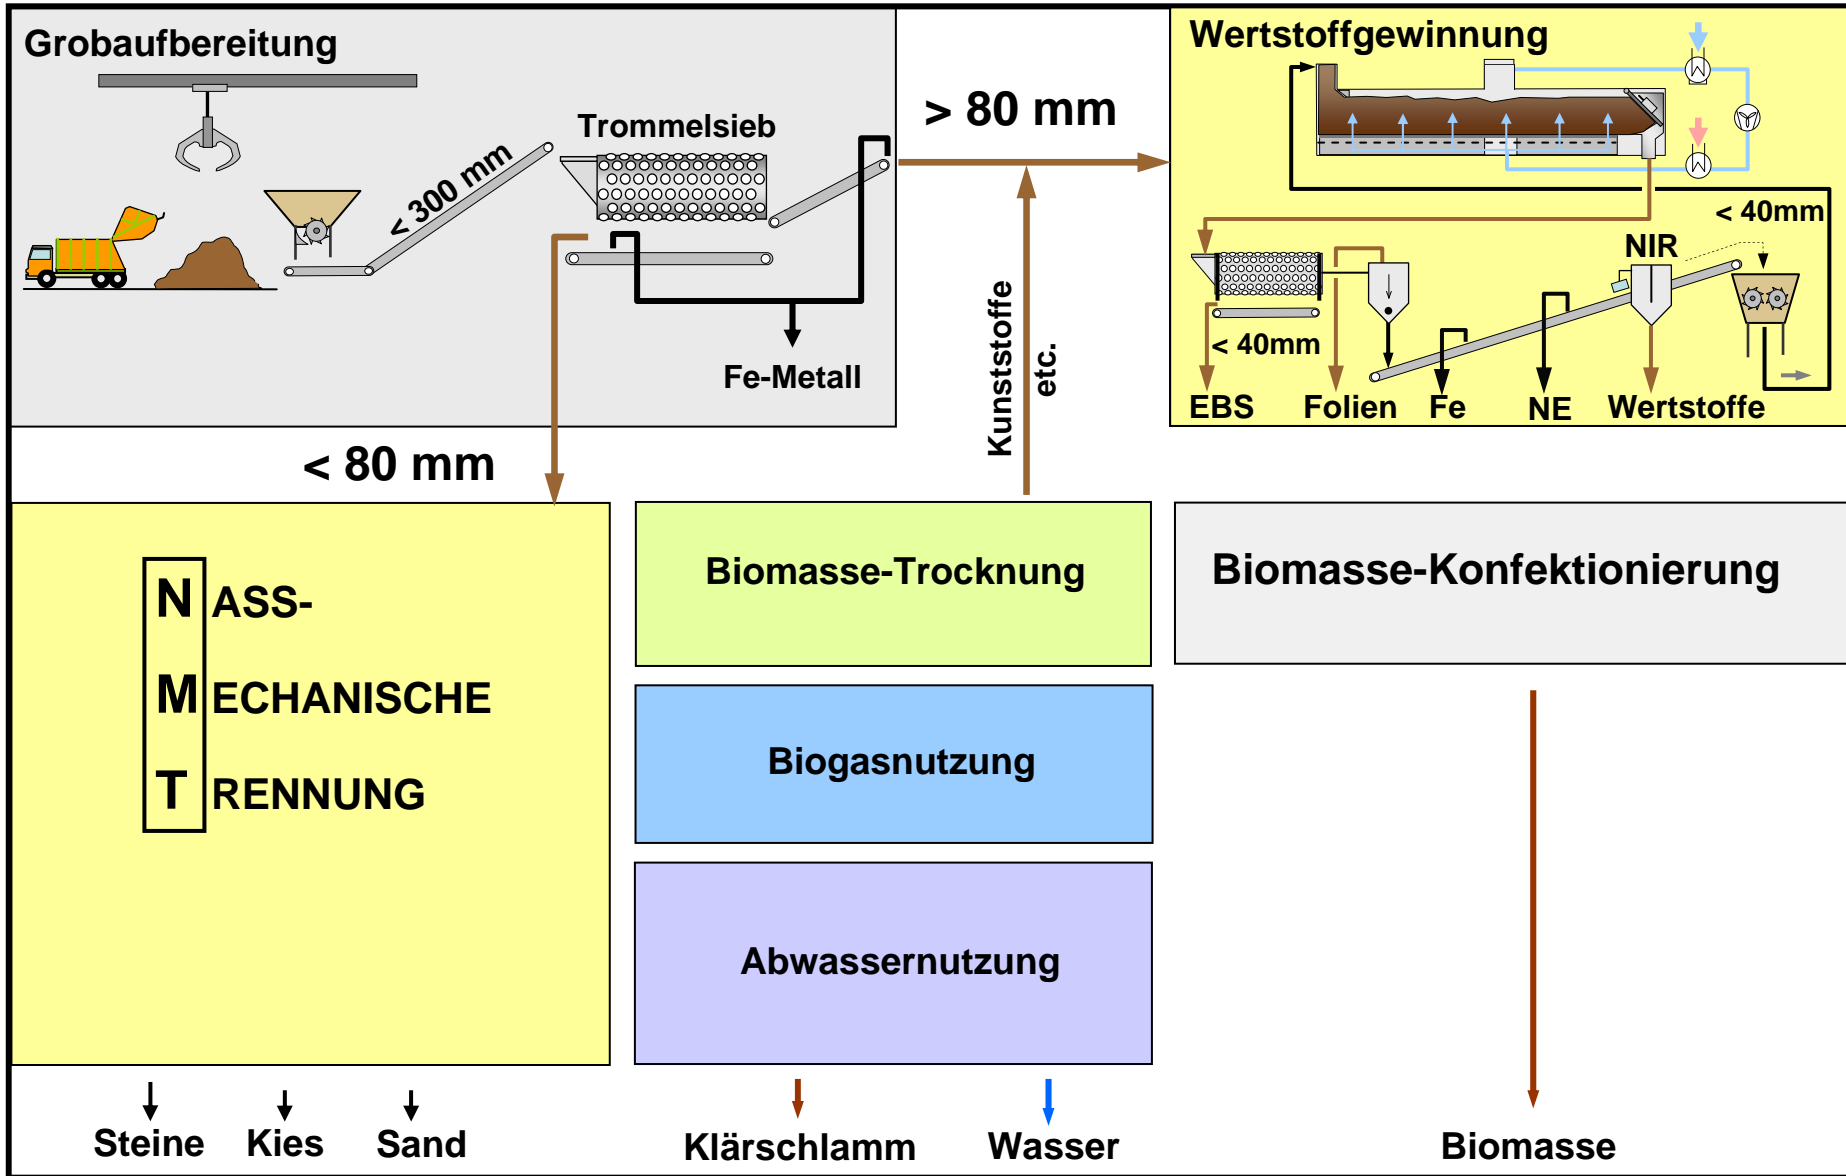 Grobaufbereitung
Trommelsieb
< 300 mm
Fe-Metall
> 80 mm
Wertstoffgewinnung
< 40mm
NIR
< 40mm
EBS Folien Fe NE Wertstoffe
Kunststoffe
etc.
< 80 mm
N ASS-
M ECHANISCHE
T RENNUNG
Biomasse-Trocknung
Biomasse-Konfektionierung
Biogasnutzung
Abwassernutzung
Steine Kies Sand Klärschlamm Wasser Biomasse